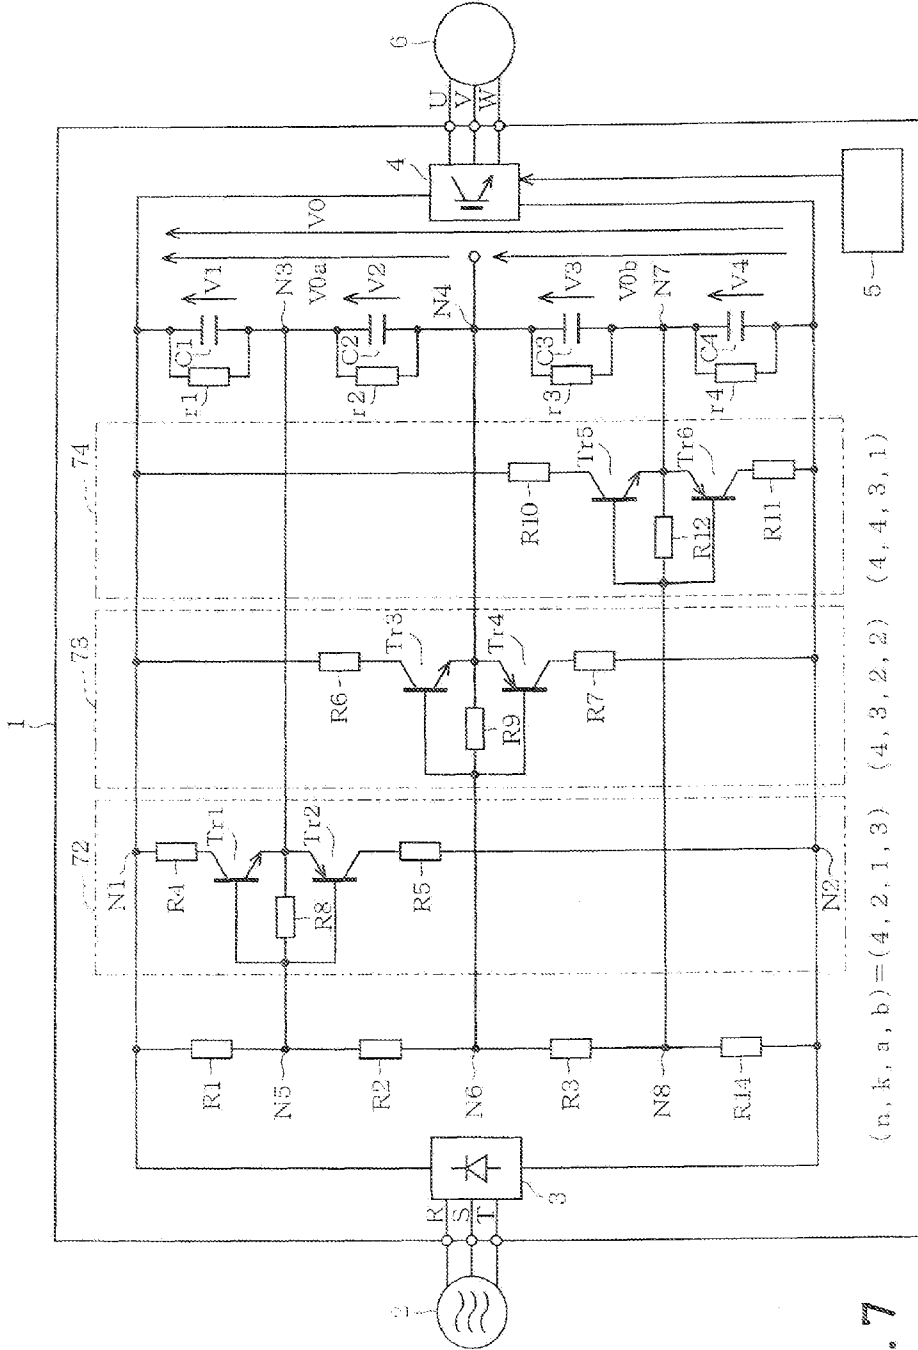 1
72
73
74
N1
R4
Tr1
R8
Tr2
R5
N2
R6
Tr3
R9
Tr4
R7
R10
Tr5
R12
Tr6
R11
R1
N5
R2
N6
R3
N8
R14
r1
C1
V1
N3
V0a
r2
C2
V2
N4
r3
C3
V3
V0b
N7
r4
C4
V4
V0
2
R
S
T
3
4
U
V
W
6
5
(n, k, a, b)=(4, 2, 1, 3) (4, 3, 2, 2) (4, 4, 3, 1)
.7